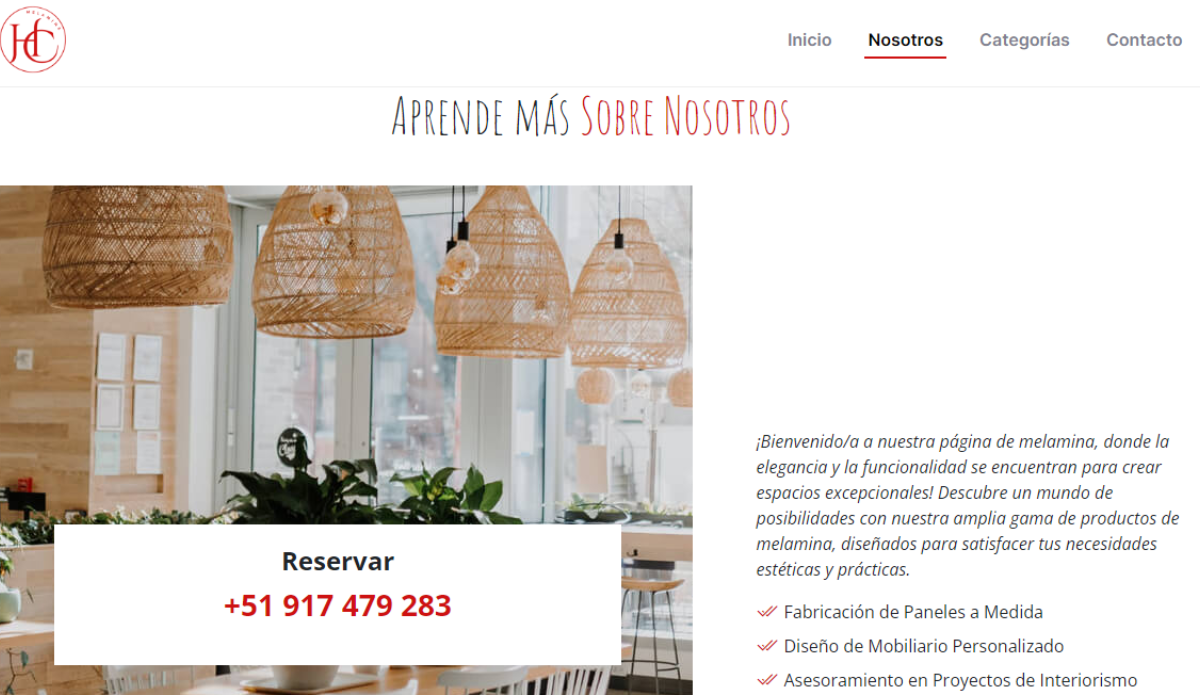 MELAMINE
HC
Inicio Nosotros Categorías Contacto
Aprende más Sobre Nosotros
Reservar
+51 917 479 283
¡Bienvenido/a a nuestra página de melamina, donde la
elegancia y la funcionalidad se encuentran para crear
espacios excepcionales! Descubre un mundo de
posibilidades con nuestra amplia gama de productos de
melamina, diseñados para satisfacer tus necesidades
estéticas y prácticas.
Fabricación de Paneles a Medida
Diseño de Mobiliario Personalizado
Asesoramiento en Proyectos de Interiorismo